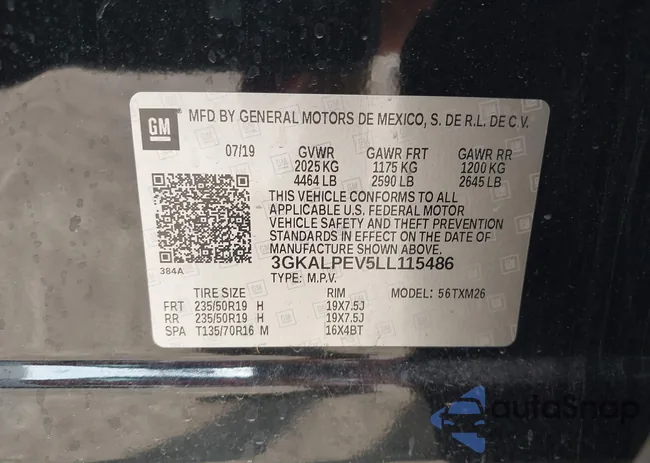 GM
MFD BY GENERAL MOTORS DE MEXICO, S. DE R.L. DE C.V.
07/19 GVWR GAWR FRT GAWR RR
2025 KG 1175 KG 1200 KG
4464 LB 2590 LB 2645 LB
THIS VEHICLE CONFORMS TO ALL
APPLICABLE U.S. FEDERAL MOTOR
VEHICLE SAFETY AND THEFT PREVENTION
STANDARDS IN EFFECT ON THE DATE OF
MANUFACTURE SHOWN ABOVE.
384A
3GKALPEV5LL115486
TYPE: M.P.V.
TIRE SIZE RIM MODEL: 56TXM26
FRT 235/50R19 H 19X7.5J
RR 235/50R19 H 19X7.5J
SPA T135/70R16 M 16X4BT
autoSnap